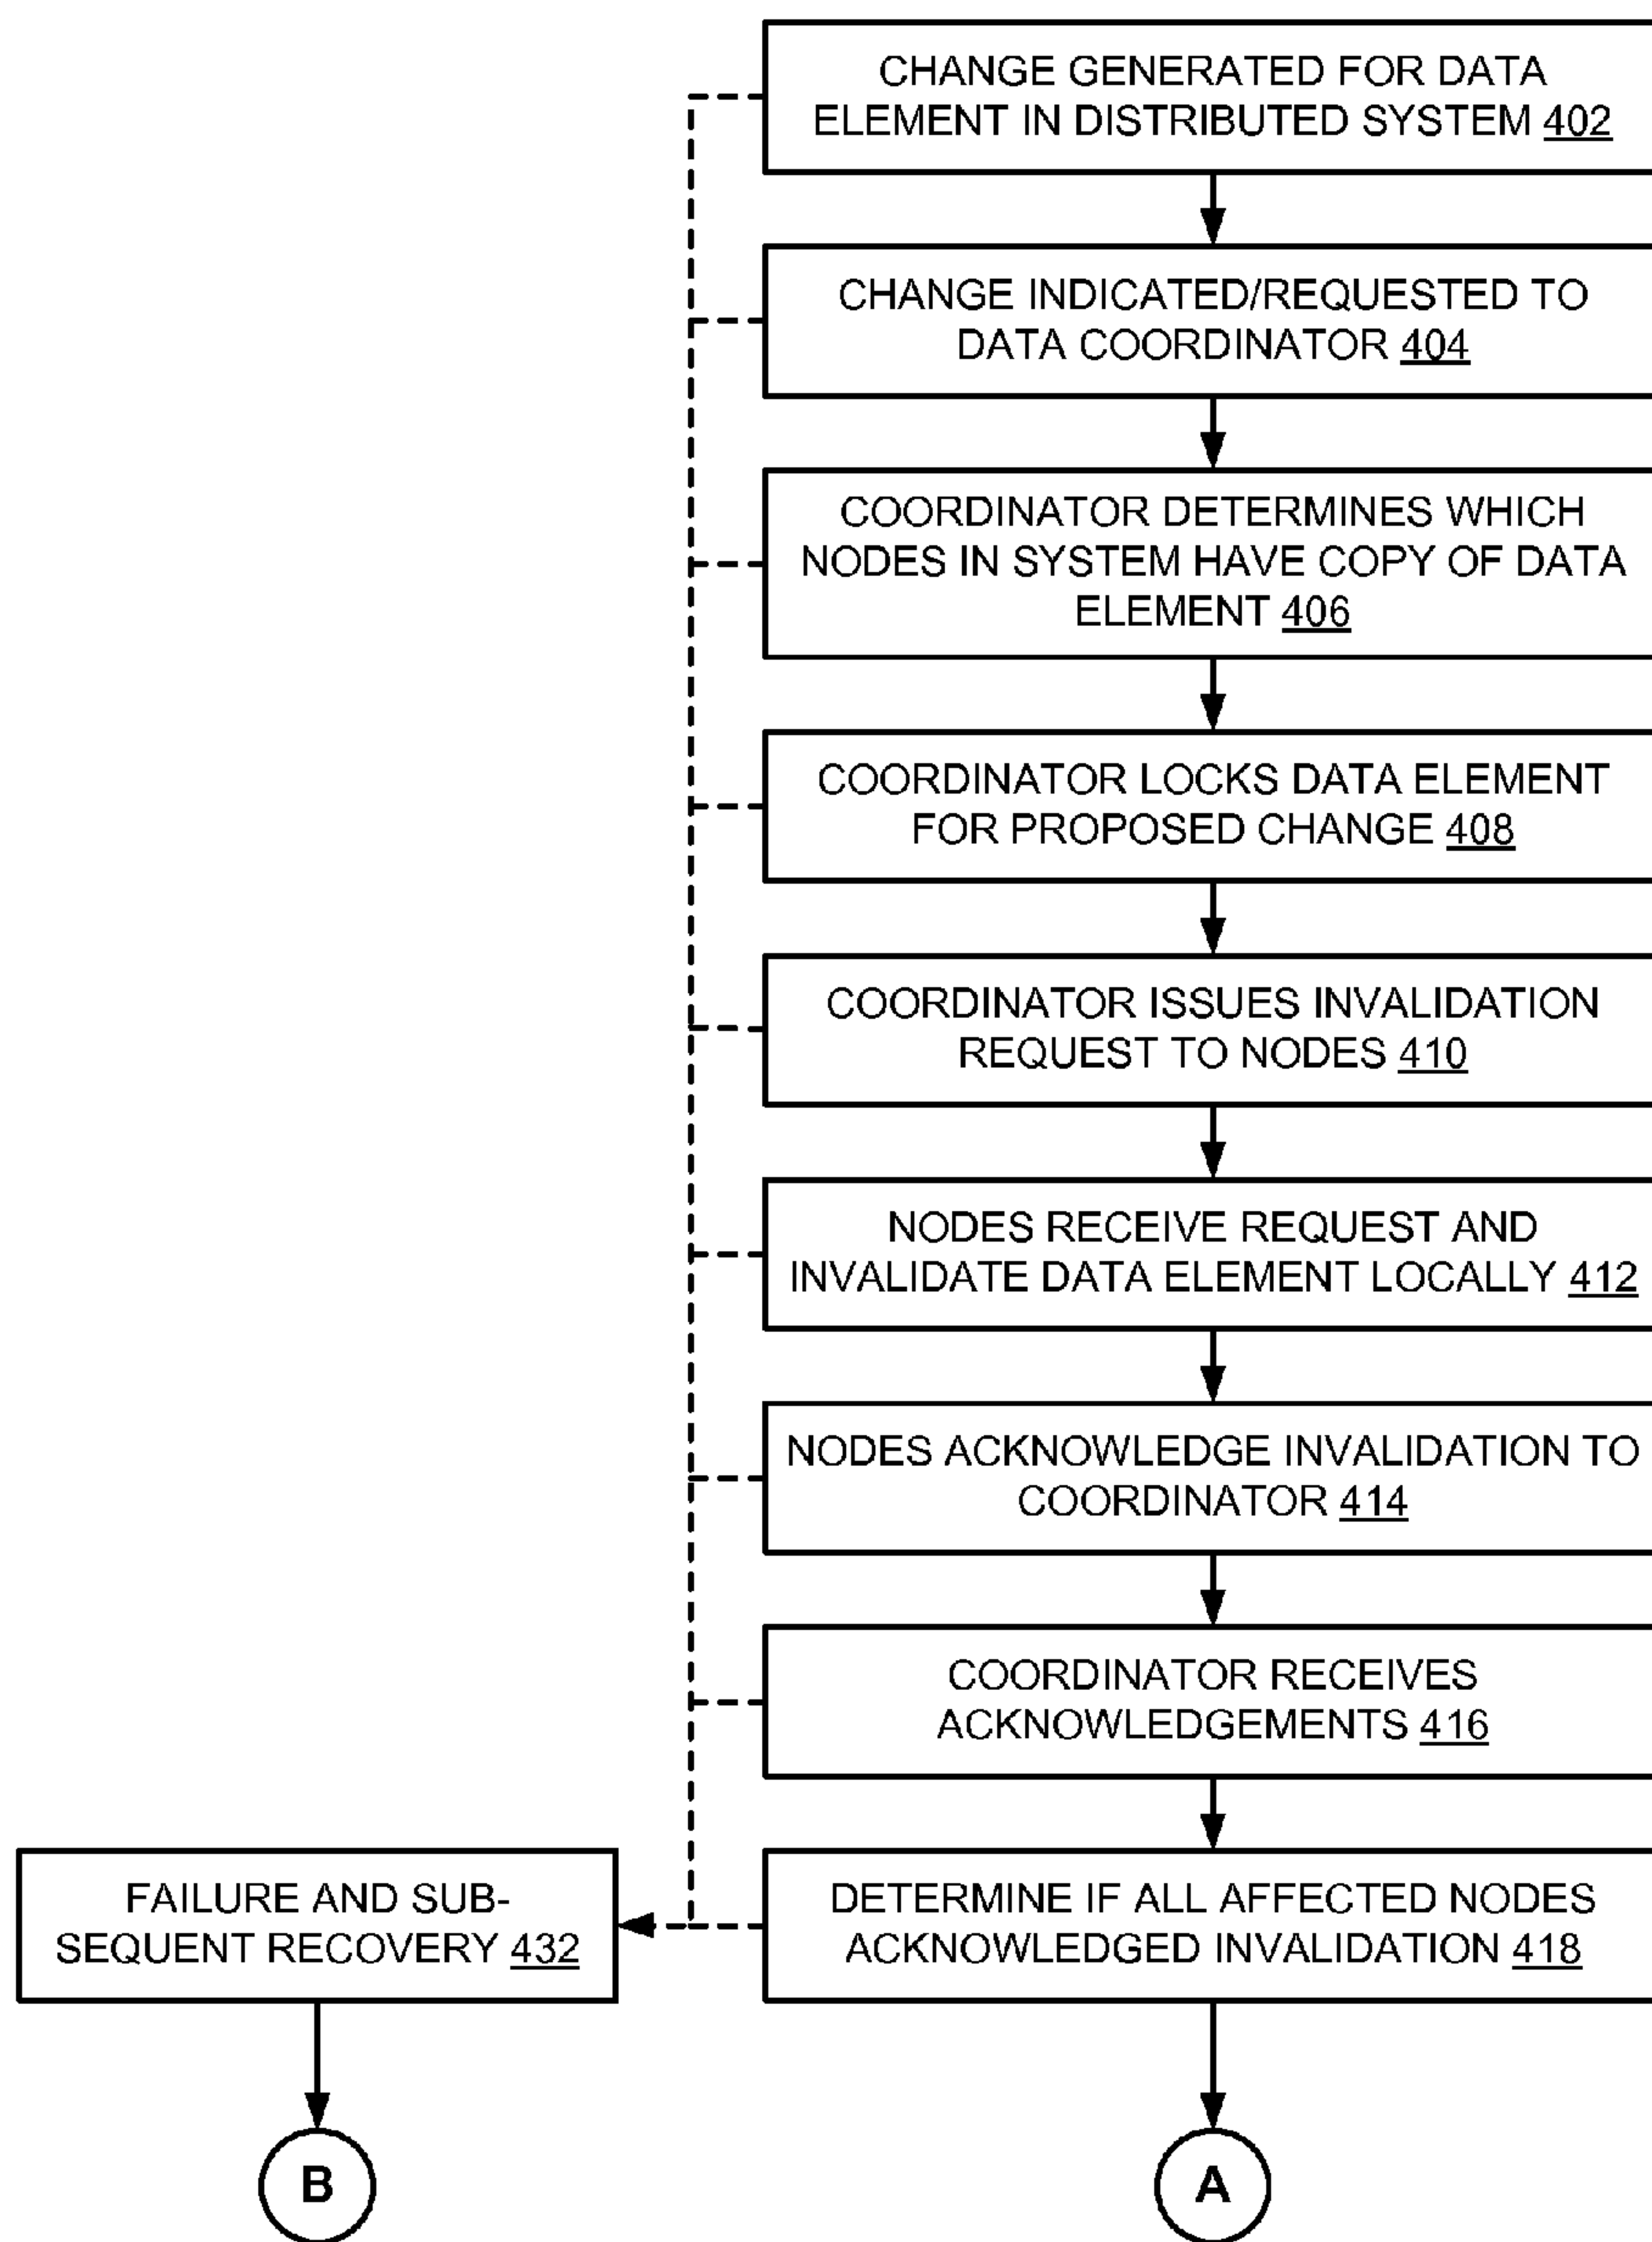 CHANGE GENERATED FOR DATA
ELEMENT IN DISTRIBUTED SYSTEM 402
CHANGE INDICATED/REQUESTED TO
DATA COORDINATOR 404
COORDINATOR DETERMINES WHICH
NODES IN SYSTEM HAVE COPY OF DATA
ELEMENT 406
COORDINATOR LOCKS DATA ELEMENT
FOR PROPOSED CHANGE 408
COORDINATOR ISSUES INVALIDATION
REQUEST TO NODES 410
NODES RECEIVE REQUEST AND
INVALIDATE DATA ELEMENT LOCALLY 412
NODES ACKNOWLEDGE INVALIDATION TO
COORDINATOR 414
COORDINATOR RECEIVES
ACKNOWLEDGEMENTS 416
FAILURE AND SUB-
SEQUENT RECOVERY 432
DETERMINE IF ALL AFFECTED NODES
ACKNOWLEDGED INVALIDATION 418
B
A